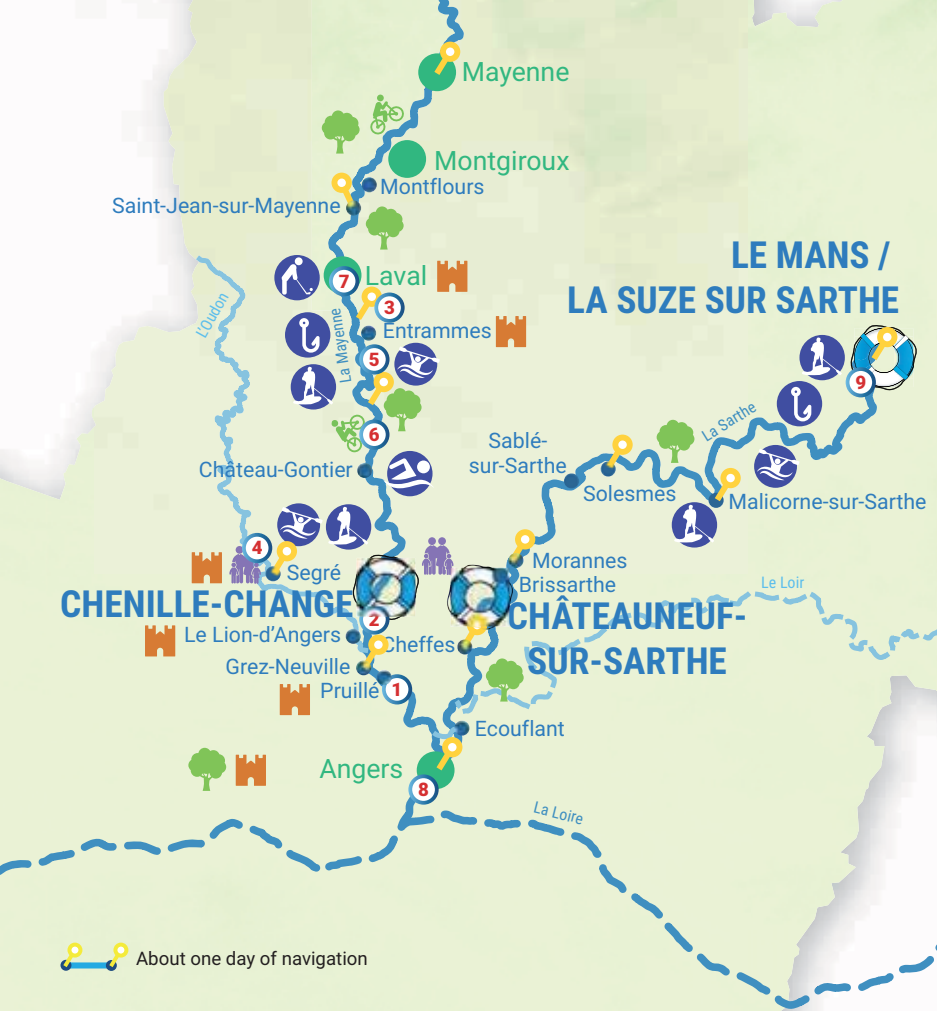 Mayenne
Montgiroux
Montflours
Saint-Jean-sur-Mayenne
LE MANS /
LA SUZE SUR SARTHE
7
Laval
3
L'Oudon
La Mayenne
Entrammes
5
9
6
La Sarthe
Sablé-
sur-Sarthe
Château-Gontier
Solesmes
Malicorne-sur-Sarthe
4
Segré
Morannes
Brissarthe
Le Loir
CHENILLE-CHANGE
2
CHÂTEAUNEUF-
SUR-SARTHE
Le Lion-d'Angers
Cheffes
Grez-Neuville
Pruillé
1
Ecouflant
Angers
8
La Loire
About one day of navigation